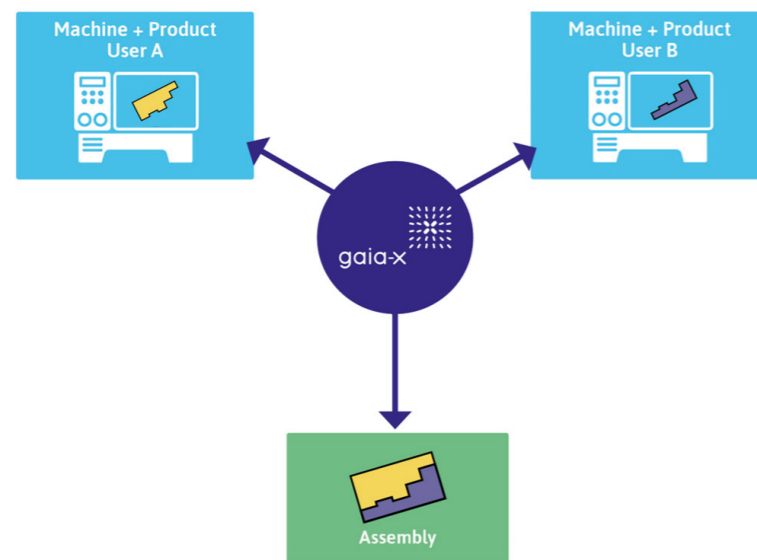 Machine + Product
User A
Machine + Product
User B
gaia-x
Assembly